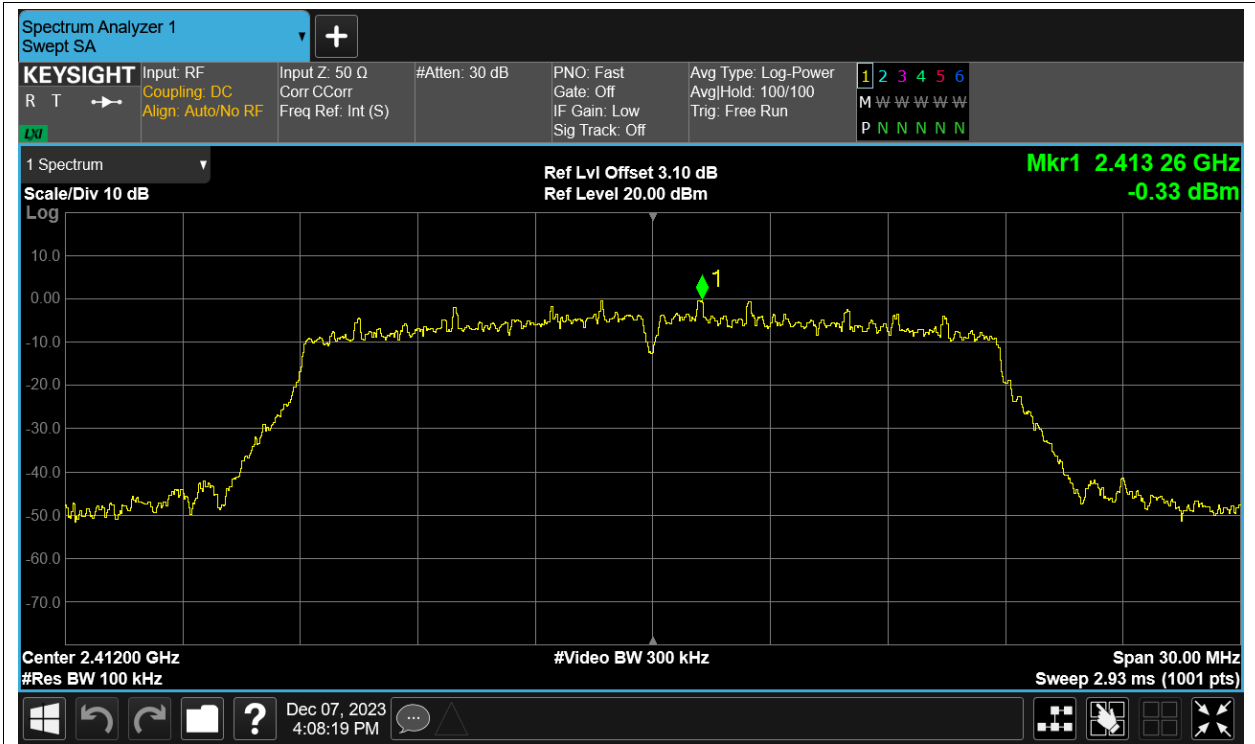 Spectrum Analyzer 1
Swept SA
KEYSIGHT
R T
LXI
Input: RF
Coupling: DC
Align: Auto/No RF
Input Z: 50 Ω
Corr CCorr
Freq Ref: Int (S)
#Atten: 30 dB
PNO: Fast
Gate: Off
IF Gain: Low
Sig Track: Off
Avg Type: Log-Power
Avg|Hold: 100/100
Trig: Free Run
1 2 3 4 5 6
M W W W W W
P N N N N N
1 Spectrum
Scale/Div 10 dB
Log
Ref Lvl Offset 3.10 dB
Ref Level 20.00 dBm
Mkr1 2.413 26 GHz
-0.33 dBm
1
10.0
0.00
-10.0
-20.0
-30.0
-40.0
-50.0
-60.0
-70.0
Center 2.41200 GHz
#Res BW 100 kHz
#Video BW 300 kHz
Span 30.00 MHz
Sweep 2.93 ms (1001 pts)
?
Dec 07, 2023
4:08:19 PM